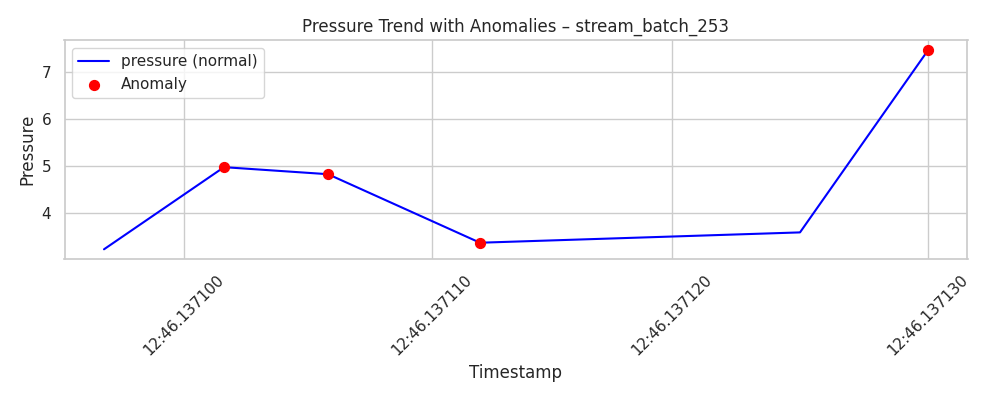 Pressure Trend with Anomalies – stream_batch_253
pressure (normal)
Anomaly
Pressure
7
6
5
4
12:46.137100
12:46.137110
12:46.137120
12:46.137130
Timestamp